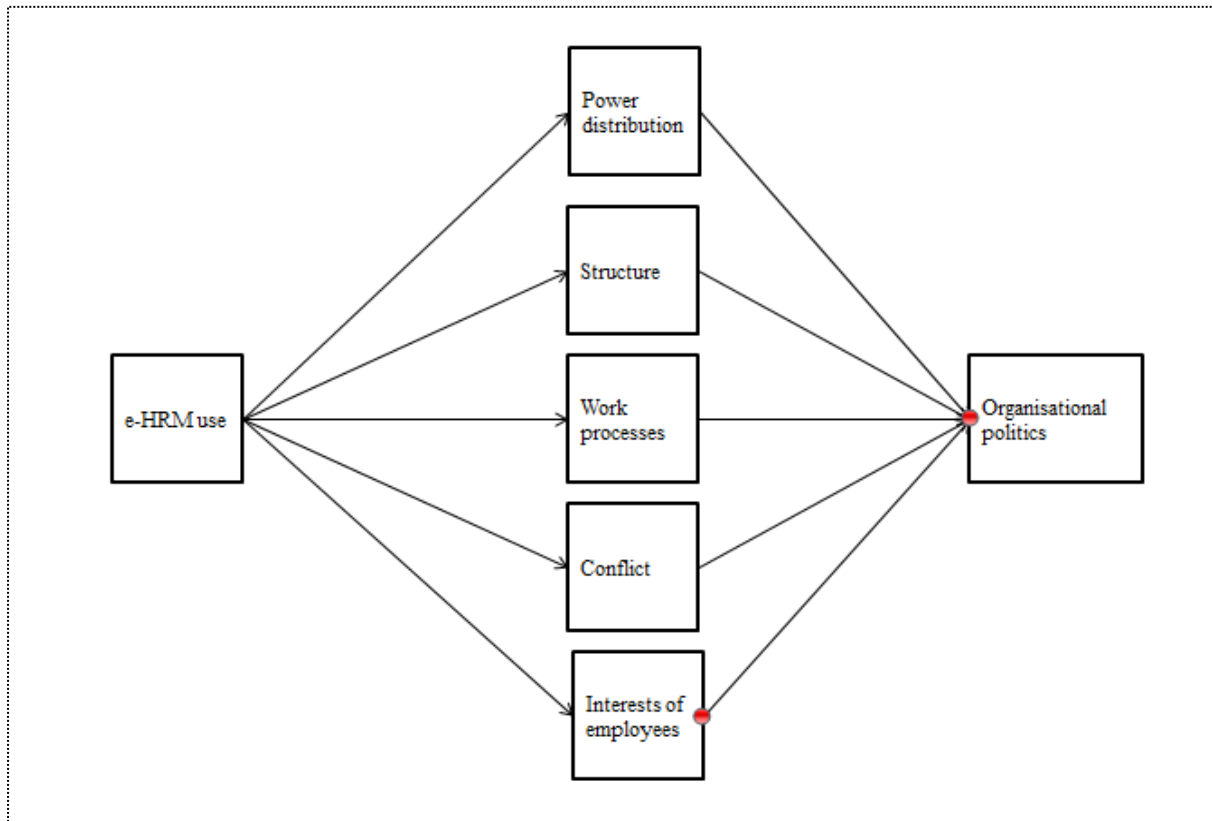 Power
distribution
Structure
e-HRM use
Work
processes
Organisational
politics
Conflict
Interests of
employees